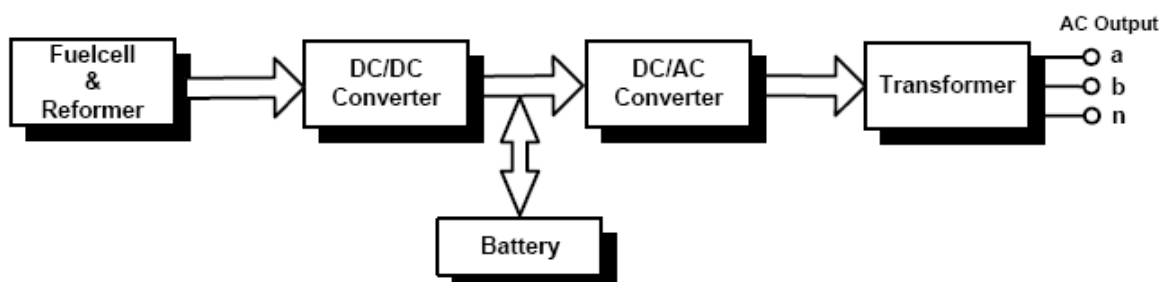 AC Output
Fuelcell
&
Reformer
DC/DC
Converter
DC/AC
Converter
Transformer
a
b
n
Battery